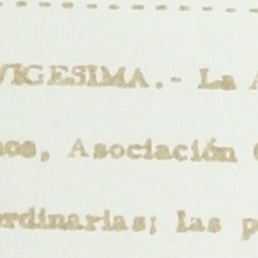 VIGESIMA.- La
nos, Asociación
ordinarias; las